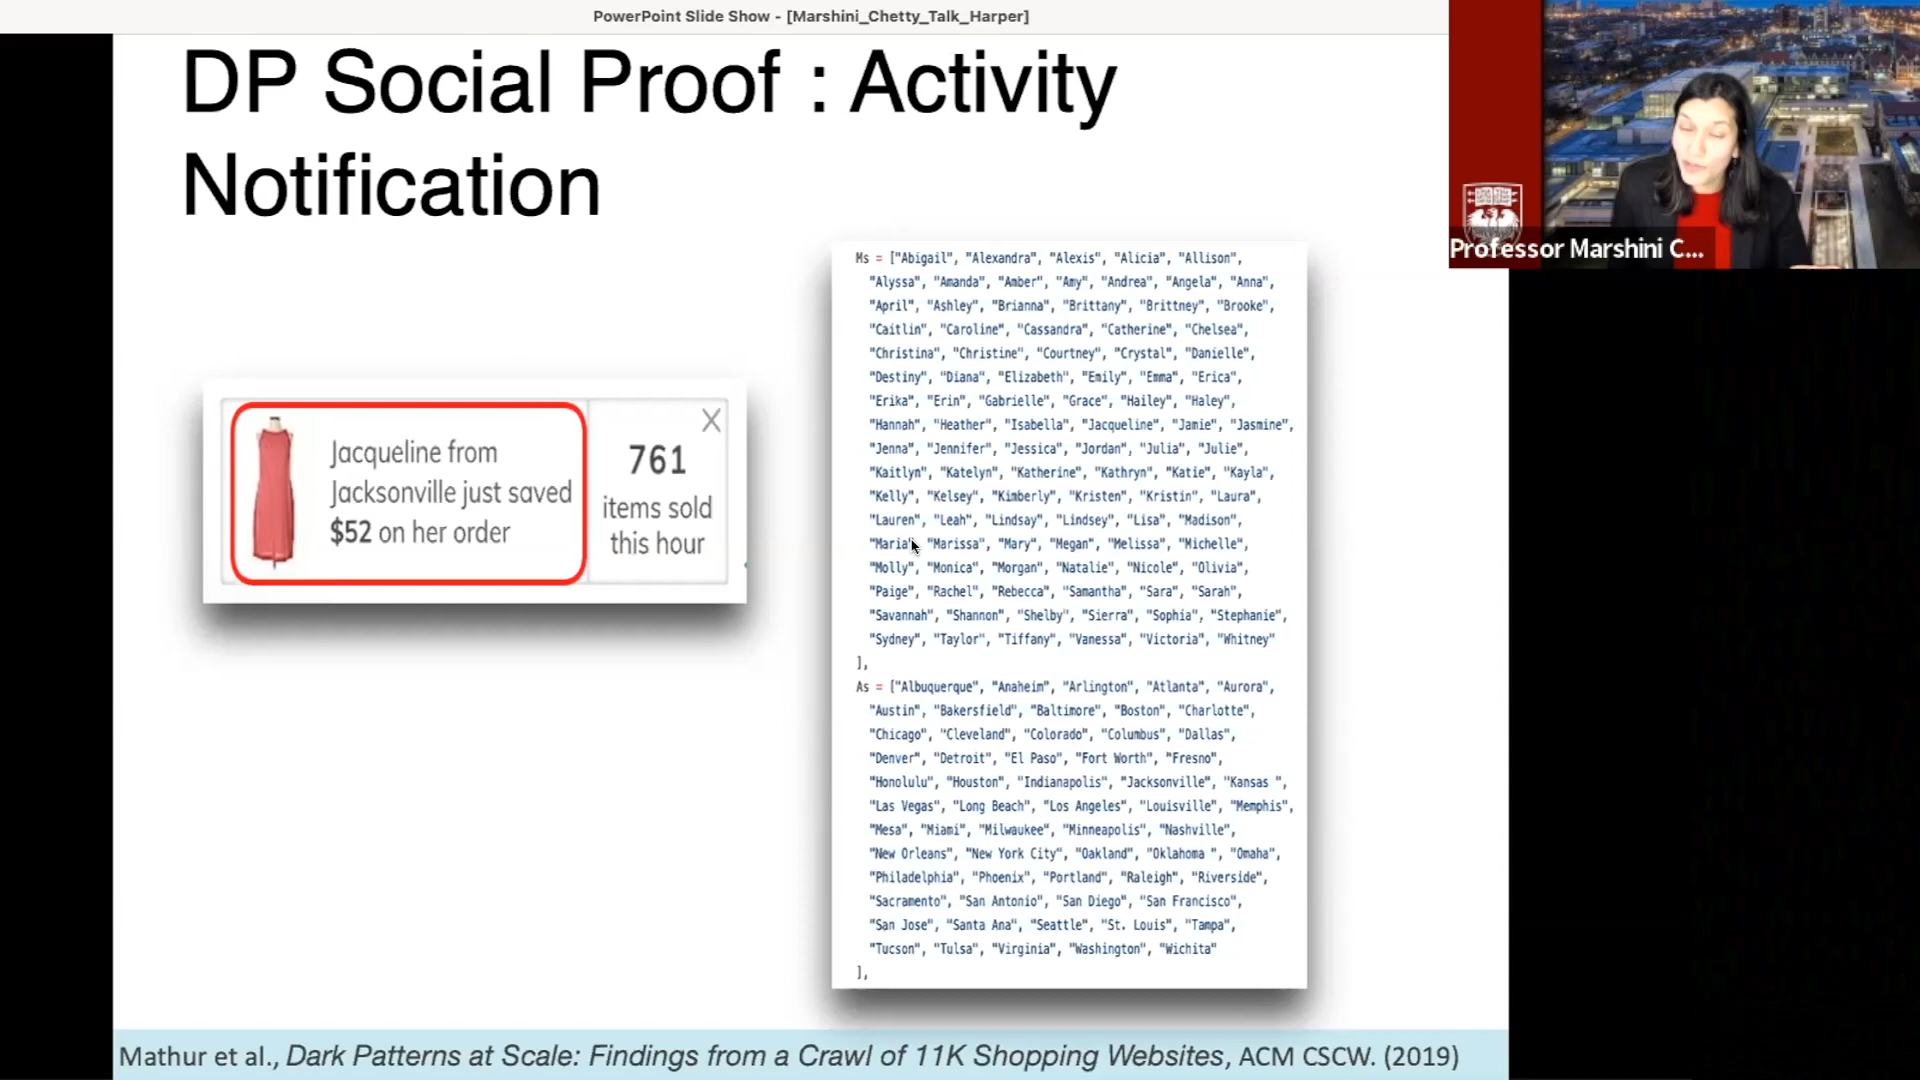 PowerPoint Slide Show - [Marshini_Chetty_Talk_Harper]
DP Social Proof : Activity
Notification
Professor Marshini C...
Jacqueline from
Jacksonville just saved
$52 on her order
X
761
items sold
this hour
Ms = ["Abigail", "Alexandra", "Alexis", "Alicia", "Allison",
"Alyssa", "Amanda", "Amber", "Amy", "Andrea", "Angela", "Anna",
"April", "Ashley", "Brianna", "Brittany", "Brittney", "Brooke",
"Caitlin", "Caroline", "Cassandra", "Catherine", "Chelsea",
"Christina", "Christine", "Courtney", "Crystal", "Danielle",
"Destiny", "Diana", "Elizabeth", "Emily", "Emma", "Erica",
"Erika", "Erin", "Gabrielle", "Grace", "Hailey", "Haley",
"Hannah", "Heather", "Isabella", "Jacqueline", "Jamie", "Jasmine",
"Jenna", "Jennifer", "Jessica", "Jordan", "Julia", "Julie",
"Kaitlyn", "Katelyn", "Katherine", "Kathryn", "Katie", "Kayla",
"Kelly", "Kelsey", "Kimberly", "Kristen", "Kristin", "Laura",
"Lauren", "Leah", "Lindsay", "Lindsey", "Lisa", "Madison",
"Maria", "Marissa", "Mary", "Megan", "Melissa", "Michelle",
"Molly", "Monica", "Morgan", "Natalie", "Nicole", "Olivia",
"Paige", "Rachel", "Rebecca", "Samantha", "Sara", "Sarah",
"Savannah", "Shannon", "Shelby", "Sierra", "Sophia", "Stephanie",
"Sydney", "Taylor", "Tiffany", "Vanessa", "Victoria", "Whitney"
],
As = ["Albuquerque", "Anaheim", "Arlington", "Atlanta", "Aurora",
"Austin", "Bakersfield", "Baltimore", "Boston", "Charlotte",
"Chicago", "Cleveland", "Colorado", "Columbus", "Dallas",
"Denver", "Detroit", "El Paso", "Fort Worth", "Fresno",
"Honolulu", "Houston", "Indianapolis", "Jacksonville", "Kansas ",
"Las Vegas", "Long Beach", "Los Angeles", "Louisville", "Memphis",
"Mesa", "Miami", "Milwaukee", "Minneapolis", "Nashville",
"New Orleans", "New York City", "Oakland", "Oklahoma ", "Omaha",
"Philadelphia", "Phoenix", "Portland", "Raleigh", "Riverside",
"Sacramento", "San Antonio", "San Diego", "San Francisco",
"San Jose", "Santa Ana", "Seattle", "St. Louis", "Tampa",
"Tucson", "Tulsa", "Virginia", "Washington", "Wichita"
],
Mathur et al., Dark Patterns at Scale: Findings from a Crawl of 11K Shopping Websites, ACM CSCW. (2019)